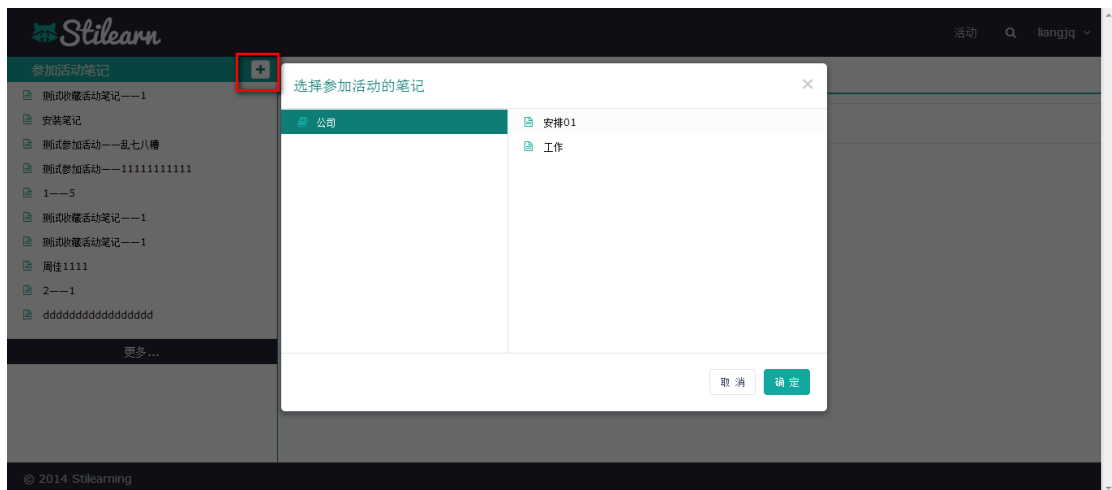 Stilearn
活动
liangjq
参加活动笔记
测试收藏活动笔记——1
安装笔记
测试参加活动——乱七八糟
测试参加活动——11111111111
1——5
测试收藏活动笔记——1
测试收藏活动笔记——1
周佳1111
2——1
ddddddddddddddddd
更多...
选择参加活动的笔记
×
公司
安排01
工作
取 消
确 定
© 2014 Stilearning